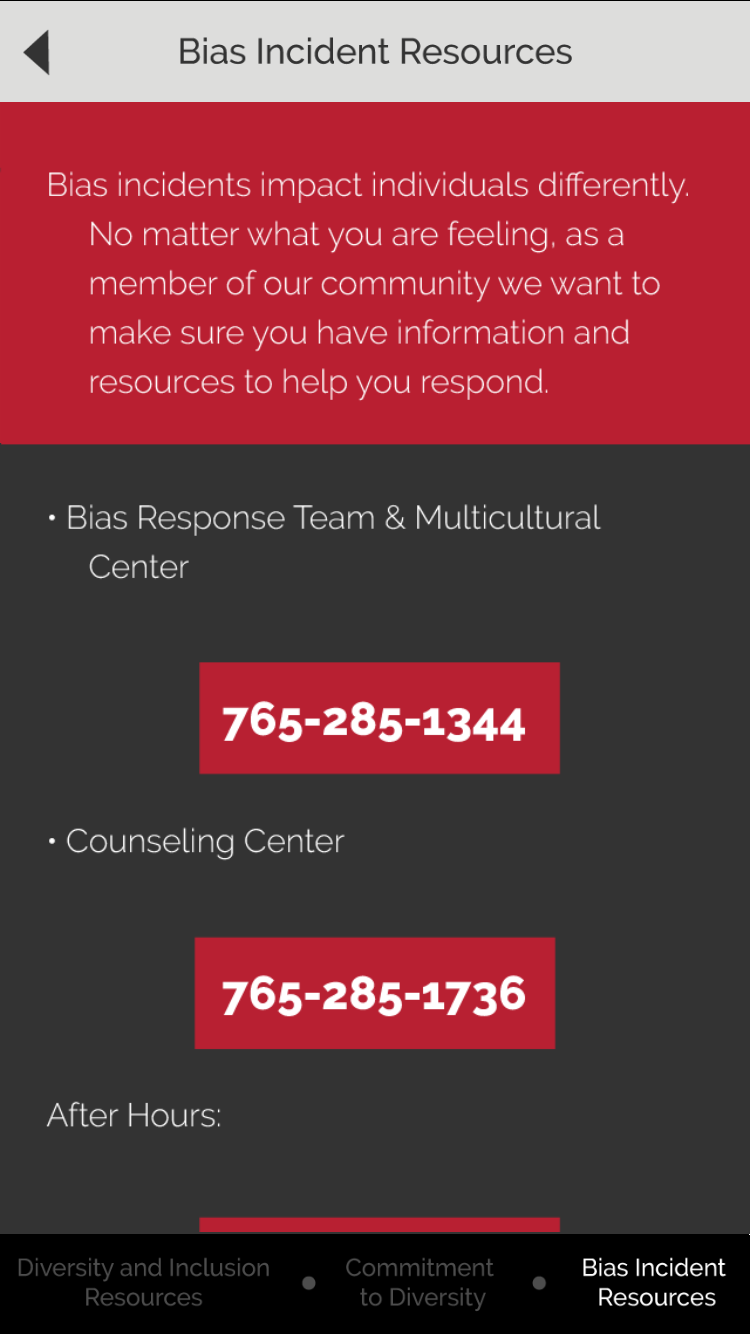 Bias Incident Resources
Bias incidents impact individuals differently.
No matter what you are feeling, as a
member of our community we want to
make sure you have information and
resources to help you respond.
• Bias Response Team & Multicultural
Center
765-285-1344
• Counseling Center
765-285-1736
After Hours:
Diversity and Inclusion
Resources
Commitment
to Diversity
Bias Incident
Resources